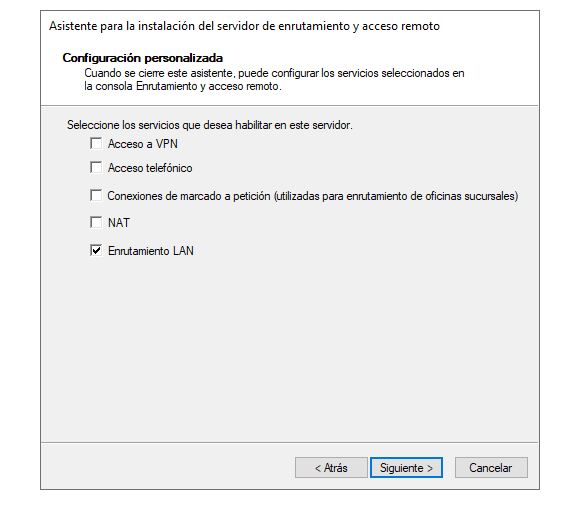 Asistente para la instalación del servidor de enrutamiento y acceso remoto
Configuración personalizada
Cuando se cierre este asistente, puede configurar los servicios seleccionados en
la consola Enrutamiento y acceso remoto.
Seleccione los servicios que desea habilitar en este servidor.
Acceso a VPN
Acceso telefónico
Conexiones de marcado a petición (utilizadas para enrutamiento de oficinas sucursales)
NAT
Enrutamiento LAN
< Atrás
Siguiente >
Cancelar